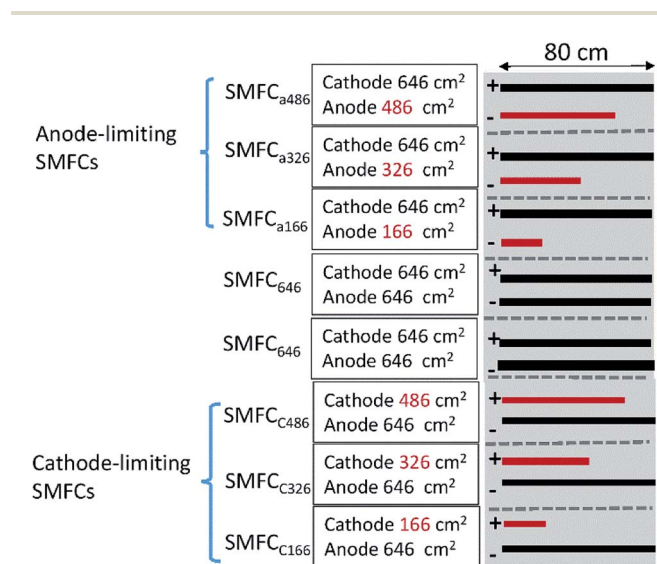 80 cm
Anode-limiting
SMFCs
SMFCa486
Cathode 646 cm²
Anode 486 cm²
+
-
SMFCa326
Cathode 646 cm²
Anode 326 cm²
+
-
SMFCa166
Cathode 646 cm²
Anode 166 cm²
+
-
SMFC646
Cathode 646 cm²
Anode 646 cm²
+
-
SMFC646
Cathode 646 cm²
Anode 646 cm²
+
-
Cathode-limiting
SMFCs
SMFCC486
Cathode 486 cm²
Anode 646 cm²
+
-
SMFCC326
Cathode 326 cm²
Anode 646 cm²
+
-
SMFCC166
Cathode 166 cm²
Anode 646 cm²
+
-